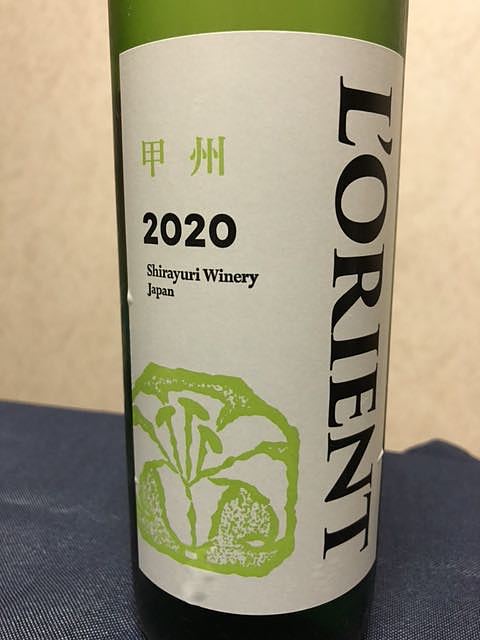 甲州
2020
Shirayuri Winery
Japan
L'ORIENT